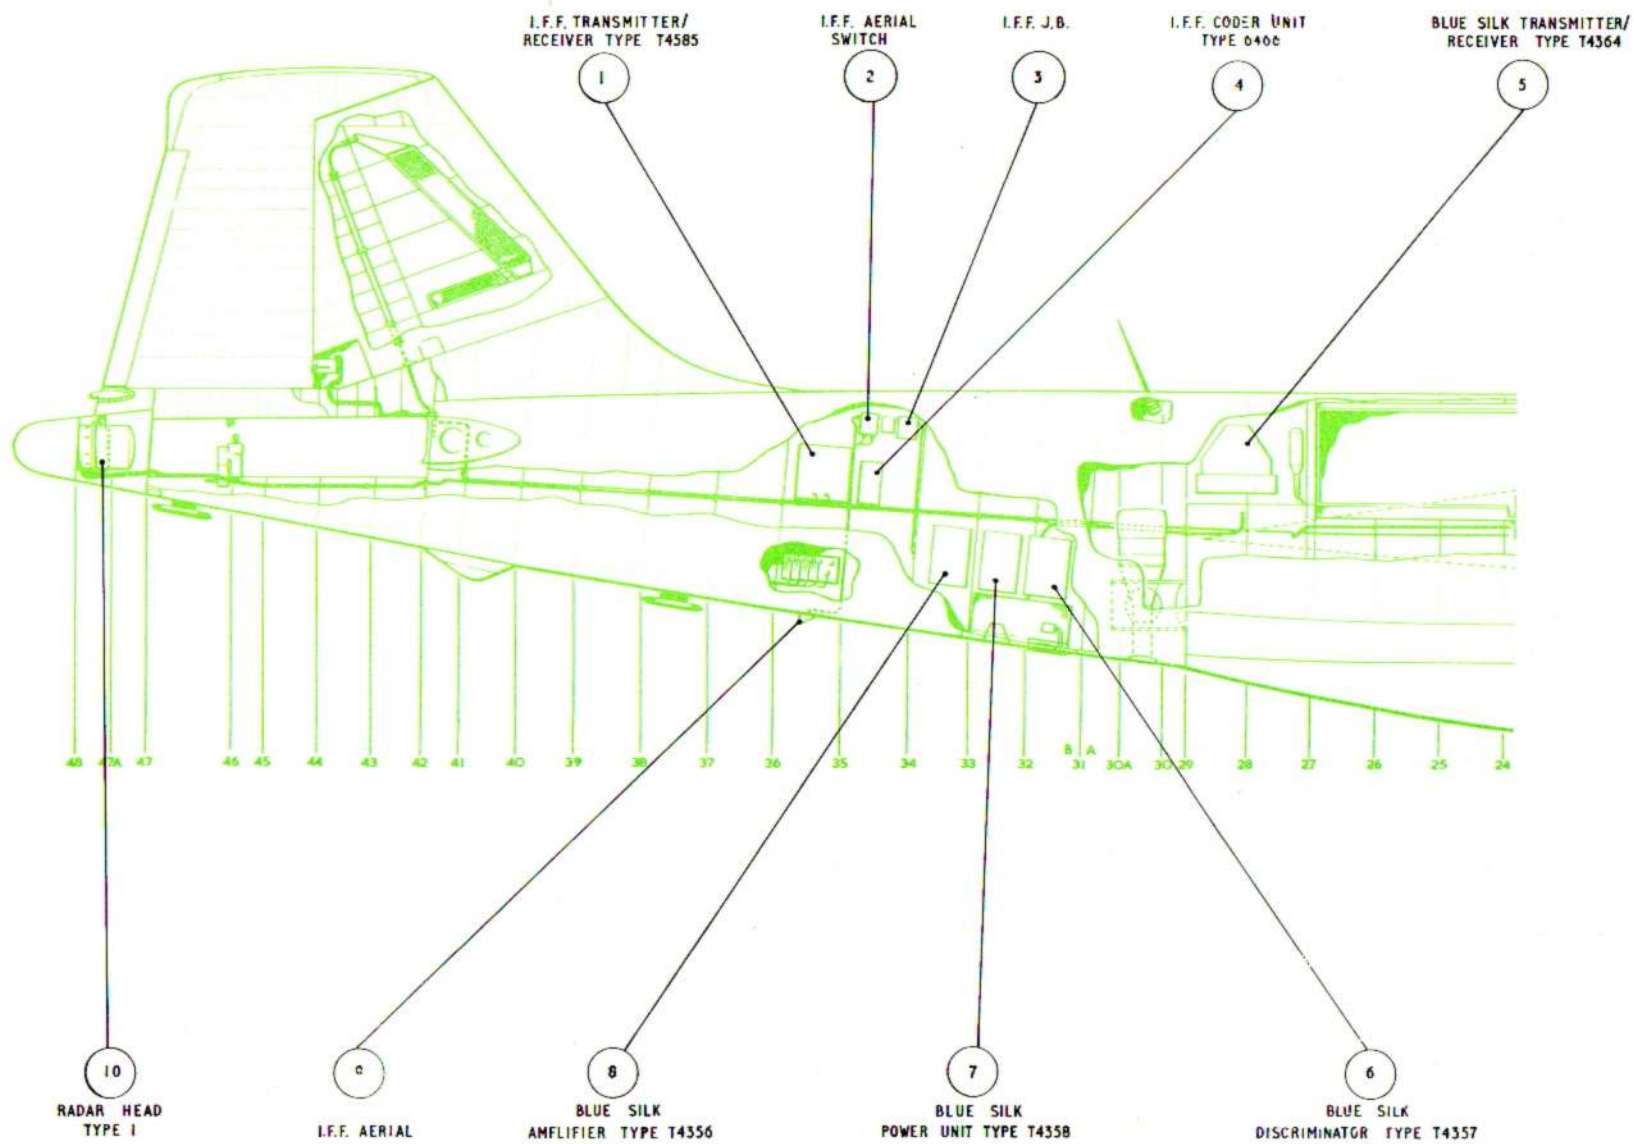 I.F.F. TRANSMITTER/
RECEIVER TYPE T4585
I.F.F. AERIAL
SWITCH
I.F.F. J.B.
I.F.F. CODER UNIT
TYPE
BLUE SILK TRANSMITTER/
RECEIVER TYPE T4364
1
2
3
4
5
48 47A 47 46 45 44 43 42 41 40 39 38 37 36 35 34 33 32 B A 31 30A 30 29 28 27 26 25 24
10
8
7
6
RADAR HEAD
TYPE 1
I.F.F. AERIAL
BLUE SILK
AMFLIFIER TYPE T4356
BLUE SILK
POWER UNIT TYPE T4358
BLUE SILK
DISCRIMINATOR TYPE T4357